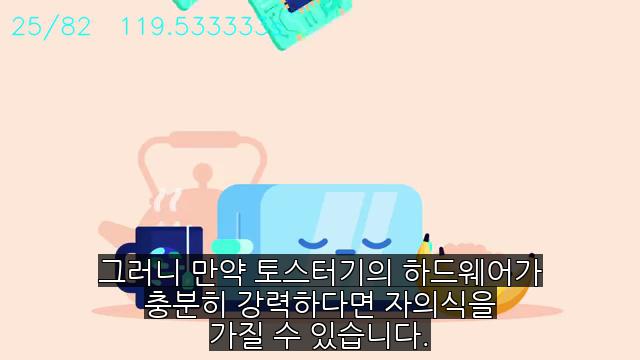 25/82 119.533333
그러니 만약 토스터기의 하드웨어가
충분히 강력하다면 자의식을
가질 수 있습니다.